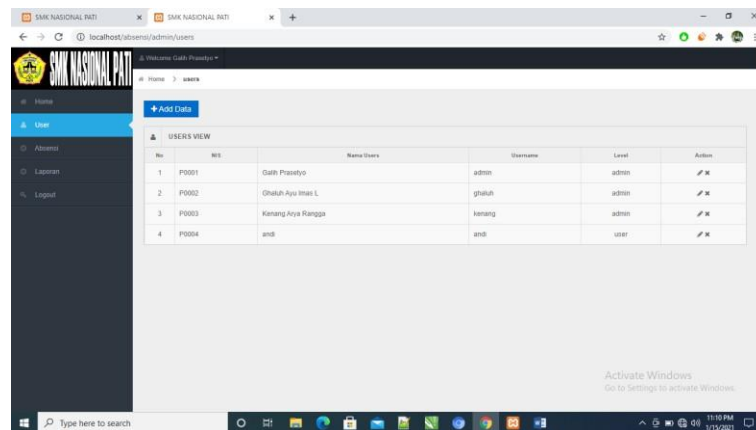 SMK NASIONAL PATI
SMK NASIONAL PATI
localhost/absensi/admin/users
SMK NASIONAL PATI
Welcome Galih Prasetyo
Home > users
Home
User
Absensi
Laporan
Logout
+Add Data
USERS VIEW
No NIS Nama Users Username Level Action
1 P0001 Galih Prasetyo admin admin
2 P0002 Ghaluh Ayu Imas L ghaluh admin
3 P0003 Kenang Arya Rangga kenang admin
4 P0004 andi andi user
Activate Windows
Go to Settings to activate Windows.
Type here to search
11:10 PM
1/15/2021